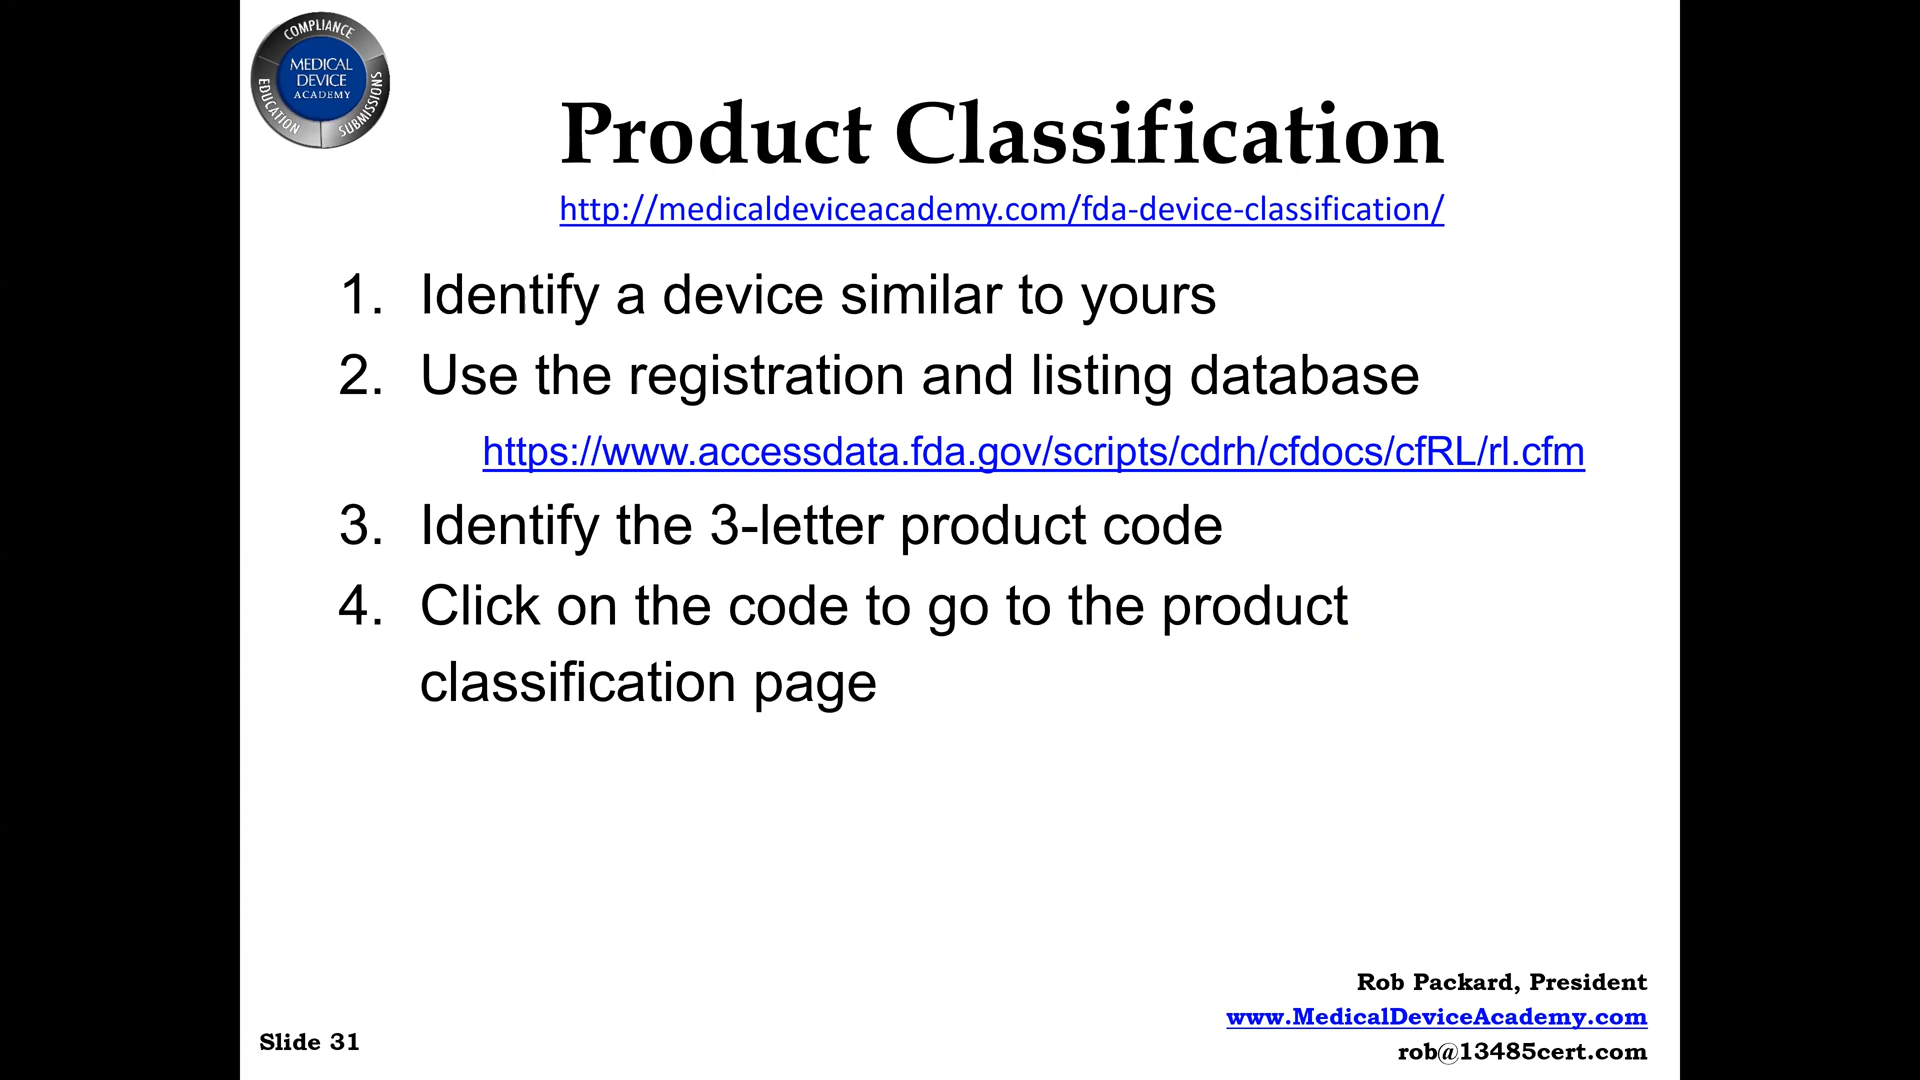 COMPLIANCE
MEDICAL
DEVICE
ACADEMY
EDUCATION
SUBMISSIONS
Product Classification
http://medicaldeviceacademy.com/fda-device-classification/
1. Identify a device similar to yours
2. Use the registration and listing database
https://www.accessdata.fda.gov/scripts/cdrh/cfdocs/cfRL/rl.cfm
3. Identify the 3-letter product code
4. Click on the code to go to the product
classification page
Rob Packard, President
www.MedicalDeviceAcademy.com
rob@13485cert.com
Slide 31